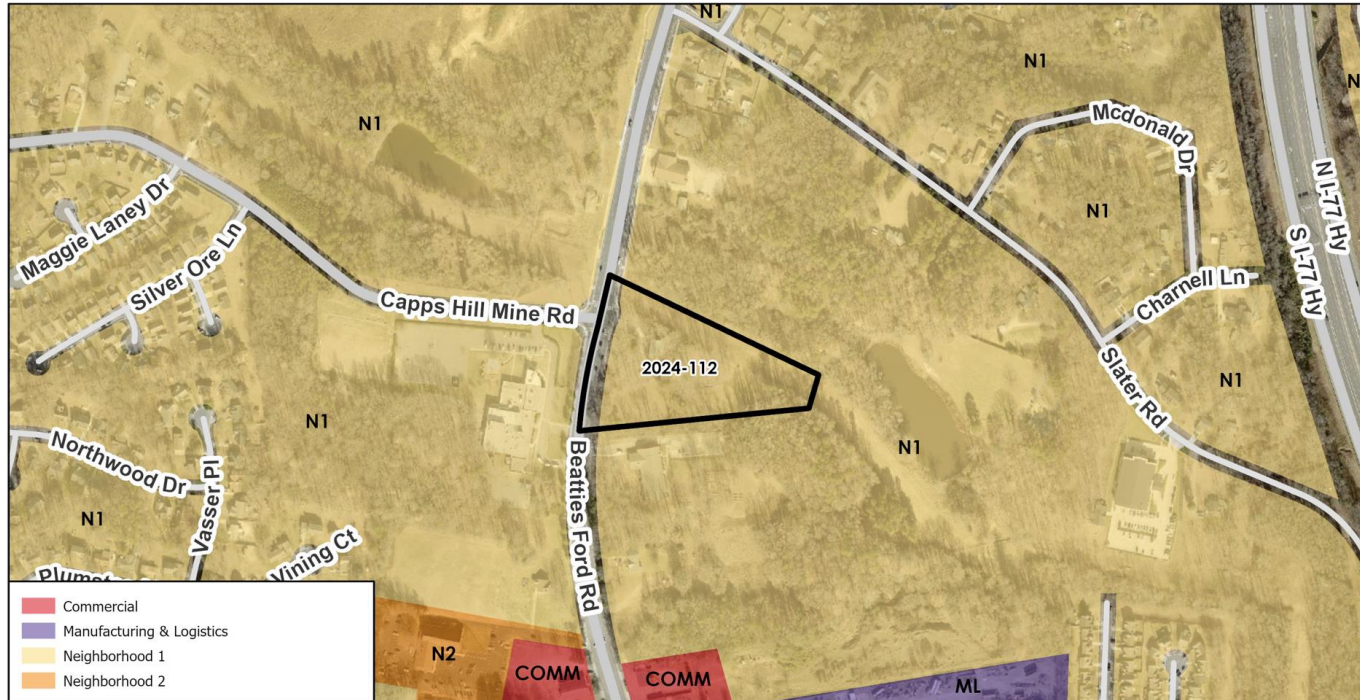 N1
N1
N1
N
Mcdonald Dr
N1
N I-77 Hy
S I-77 Hy
Maggie Laney Dr
Silver Ore Ln
Capps Hill Mine Rd
Charnell Ln
2024-112
Slater Rd
N1
N1
N1
Northwood Dr
Vasser Pl
Beatties Ford Rd
N1
Vining Ct
Commercial
Manufacturing & Logistics
Neighborhood 1
Neighborhood 2
N2
COMM
COMM
ML